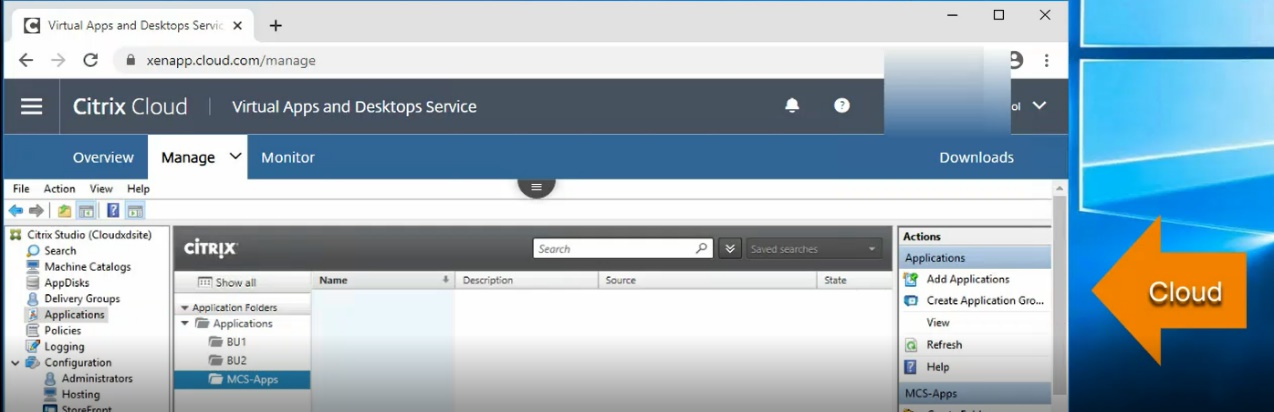 Virtual Apps and Desktops Servic
xenapp.cloud.com/manage
Citrix Cloud | Virtual Apps and Desktops Service
ol
Overview Manage Monitor Downloads
File Action View Help
Citrix Studio (Cloudxdsite)
Search
Machine Catalogs
AppDisks
Delivery Groups
Applications
Policies
Logging
Configuration
Administrators
Hosting
StoreFront
CITRIX
Search
Saved searches
Show all
Name Description Source State
Application Folders
Applications
BU1
BU2
MCS-Apps
Actions
Applications
Add Applications
Create Application Gro...
View
Refresh
Help
MCS-Apps
Cloud